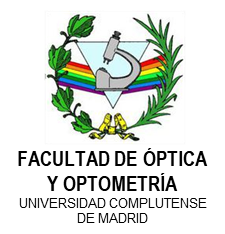 FACULTAD DE ÓPTICA
Y OPTOMETRÍA
UNIVERSIDAD COMPLUTENSE
DE MADRID